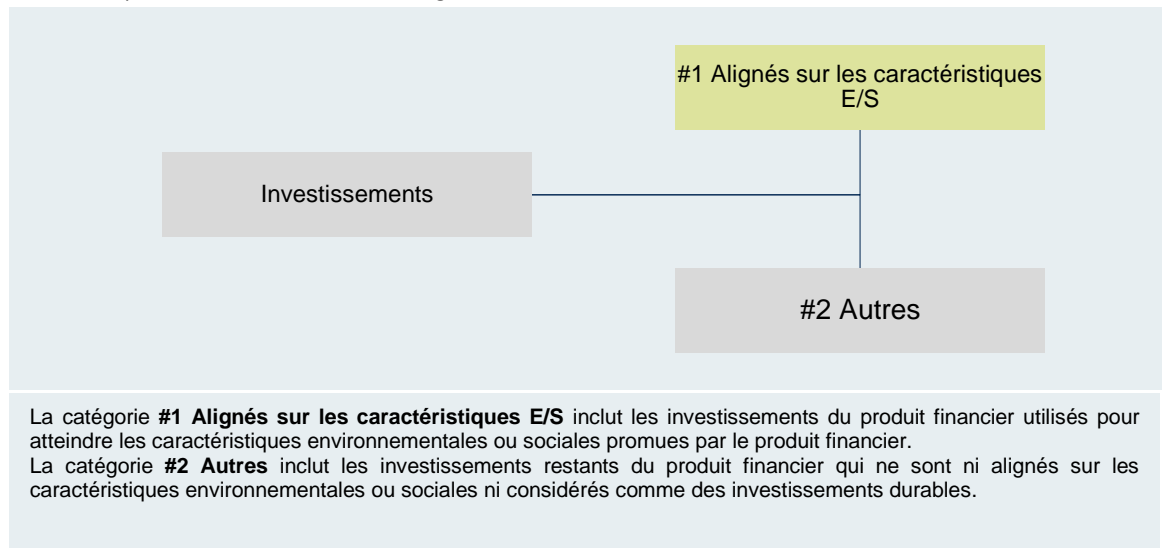 #1 Alignés sur les caractéristiques
E/S
Investissements
#2 Autres
La catégorie #1 Alignés sur les caractéristiques E/S inclut les investissements du produit financier utilisés pour
atteindre les caractéristiques environnementales ou sociales promues par le produit financier.
La catégorie #2 Autres inclut les investissements restants du produit financier qui ne sont ni alignés sur les
caractéristiques environnementales ou sociales ni considérés comme des investissements durables.